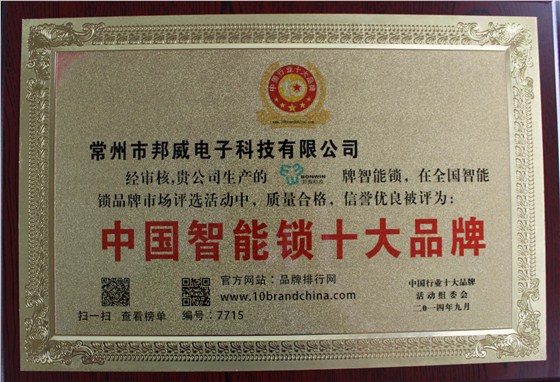 中国行业十大品牌
常州市邦威电子科技有限公司
经审核,贵公司生产的 BONWIN 牌智能锁，在全国智能
锁品牌市场评选活动中，质量合格，信誉优良被评为：
中国智能锁十大品牌
官方网站：品牌排行网
www.10brandchina.com
扫一扫 查看榜单 编号：7715
中国行业十大品牌
活动组委会
二〇一四年九月